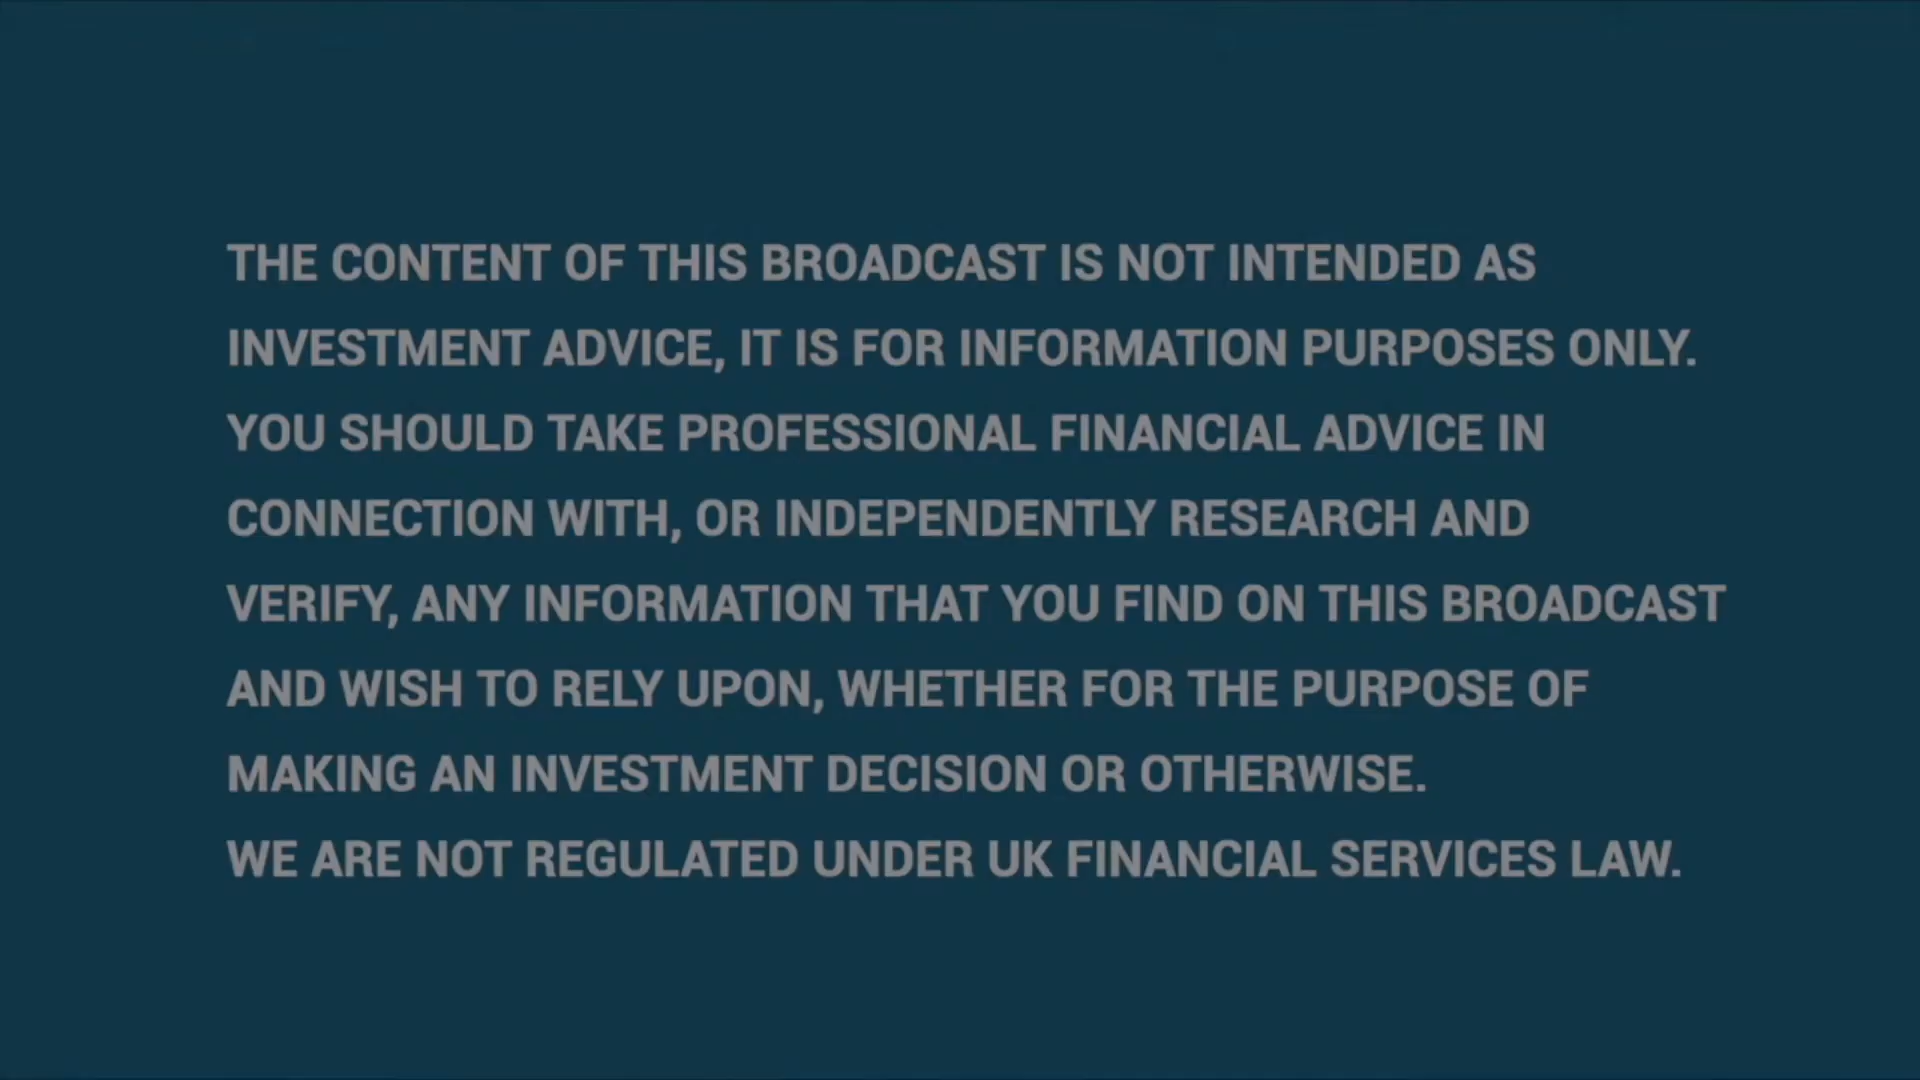 THE CONTENT OF THIS BROADCAST IS NOT INTENDED AS
INVESTMENT ADVICE, IT IS FOR INFORMATION PURPOSES ONLY.
YOU SHOULD TAKE PROFESSIONAL FINANCIAL ADVICE IN
CONNECTION WITH, OR INDEPENDENTLY RESEARCH AND
VERIFY, ANY INFORMATION THAT YOU FIND ON THIS BROADCAST
AND WISH TO RELY UPON, WHETHER FOR THE PURPOSE OF
MAKING AN INVESTMENT DECISION OR OTHERWISE.
WE ARE NOT REGULATED UNDER UK FINANCIAL SERVICES LAW.